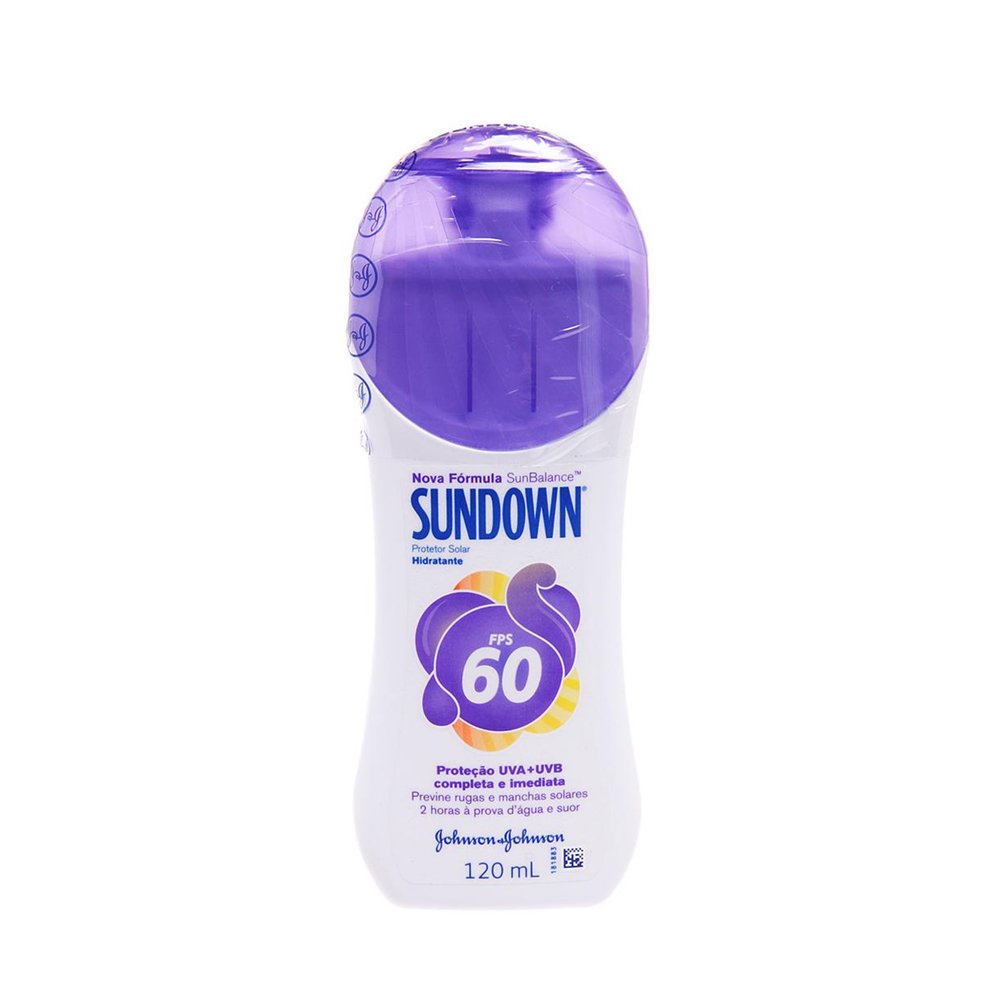 Nova Fórmula SunBalance™
SUNDOWN®
Protetor Solar
Hidratante
FPS
60
Proteção UVA+UVB
completa e imediata
Previne rugas e manchas solares
2 horas à prova d'água e suor
Johnson & Johnson
181883
120 mL